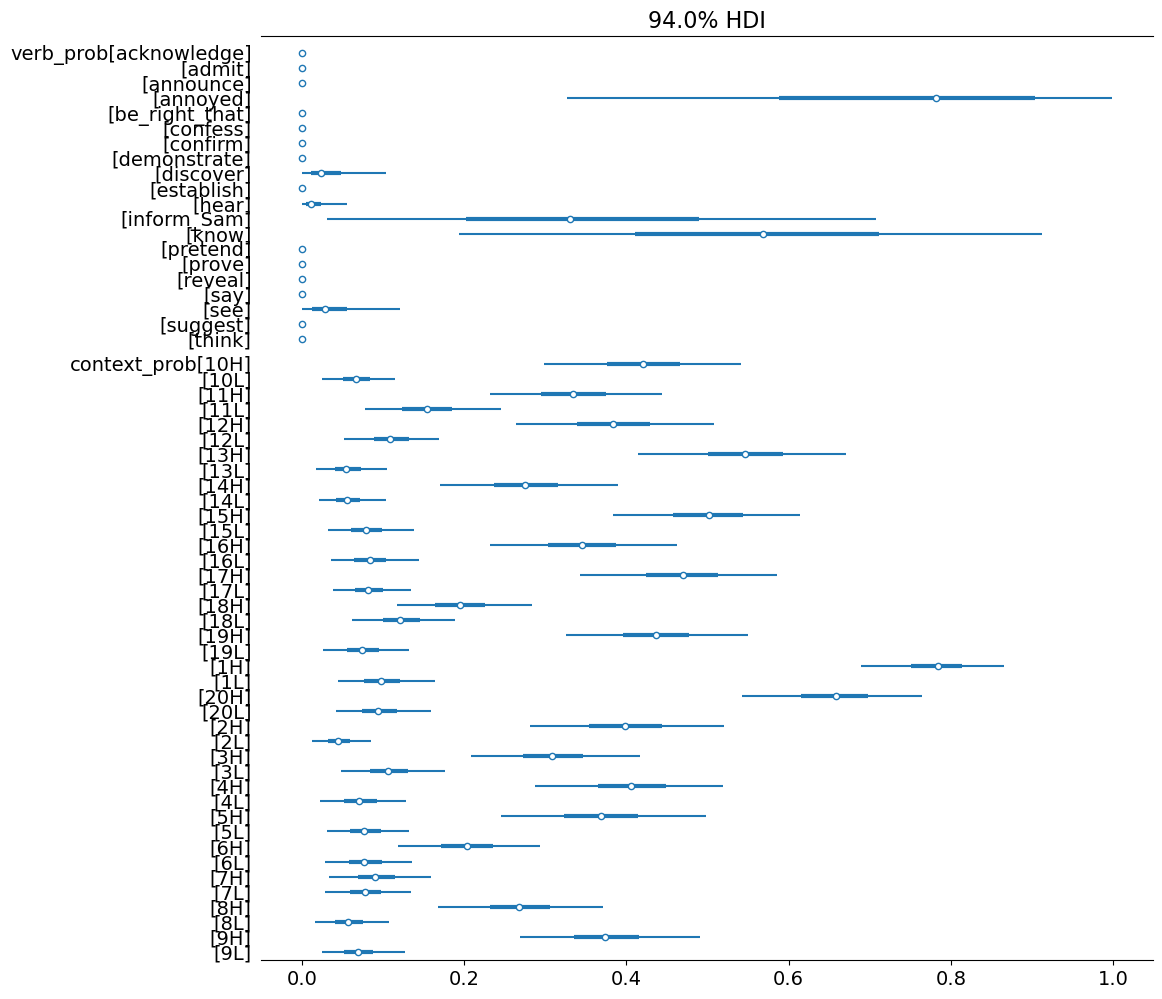 94.0% HDI
verb_prob[acknowledge]
[admit]
[announce]
[annoyed]
[be_right_that]
[confess]
[confirm]
[demonstrate]
[discover]
[establish]
[hear]
[inform_Sam]
[know]
[pretend]
[prove]
[reveal]
[say]
[see]
[suggest]
[think]
context_prob[10H]
[10L]
[11H]
[11L]
[12H]
[12L]
[13H]
[13L]
[14H]
[14L]
[15H]
[15L]
[16H]
[16L]
[17H]
[17L]
[18H]
[18L]
[19H]
[19L]
[1H]
[1L]
[20H]
[20L]
[2H]
[2L]
[3H]
[3L]
[4H]
[4L]
[5H]
[5L]
[6H]
[6L]
[7H]
[7L]
[8H]
[8L]
[9H]
[9L]
0.0 0.2 0.4 0.6 0.8 1.0